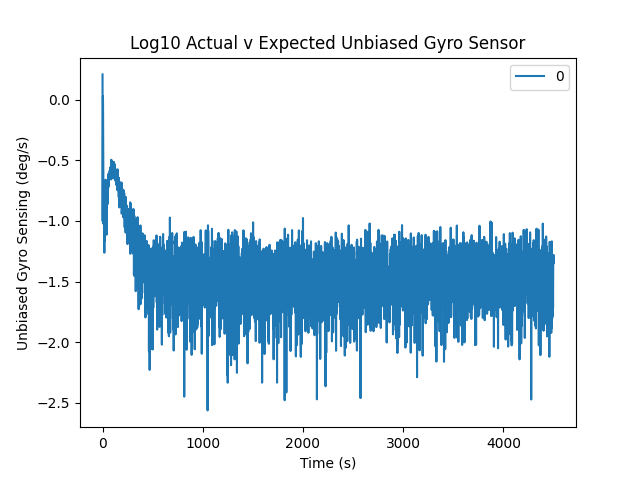 Log10 Actual v Expected Unbiased Gyro Sensor
0
Unbiased Gyro Sensing (deg/s)
0.0
−0.5
−1.0
−1.5
−2.0
−2.5
0 1000 2000 3000 4000
Time (s)